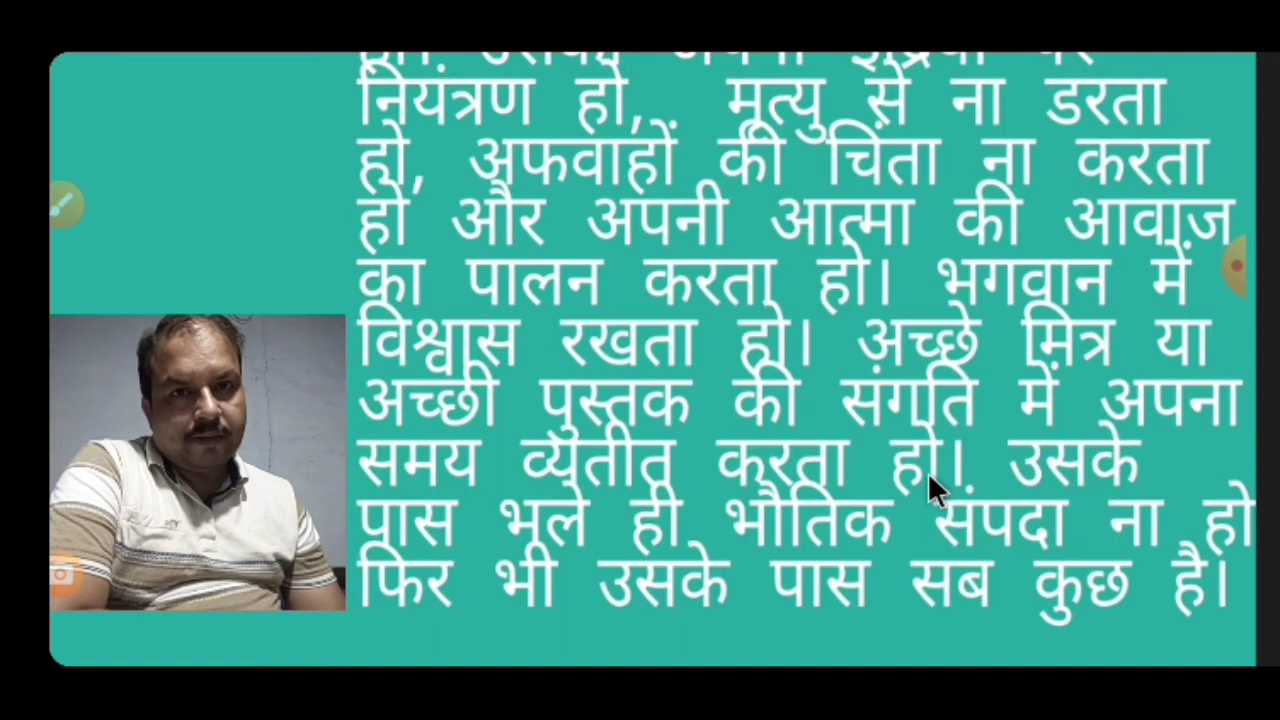 नियंत्रण हो, मृत्यु से ना डरता
हो, अफवाहों की चिंता ना करता
हो और अपनी आत्मा की आवाज
का पालन करता हो। भगवान में
विश्वास रखता हो। अच्छे मित्र या
अच्छी पुस्तक की संगति में अपना
समय व्यतीत करता हो। उसके
पास भले ही भौतिक संपदा ना हो
फिर भी उसके पास सब कुछ है।